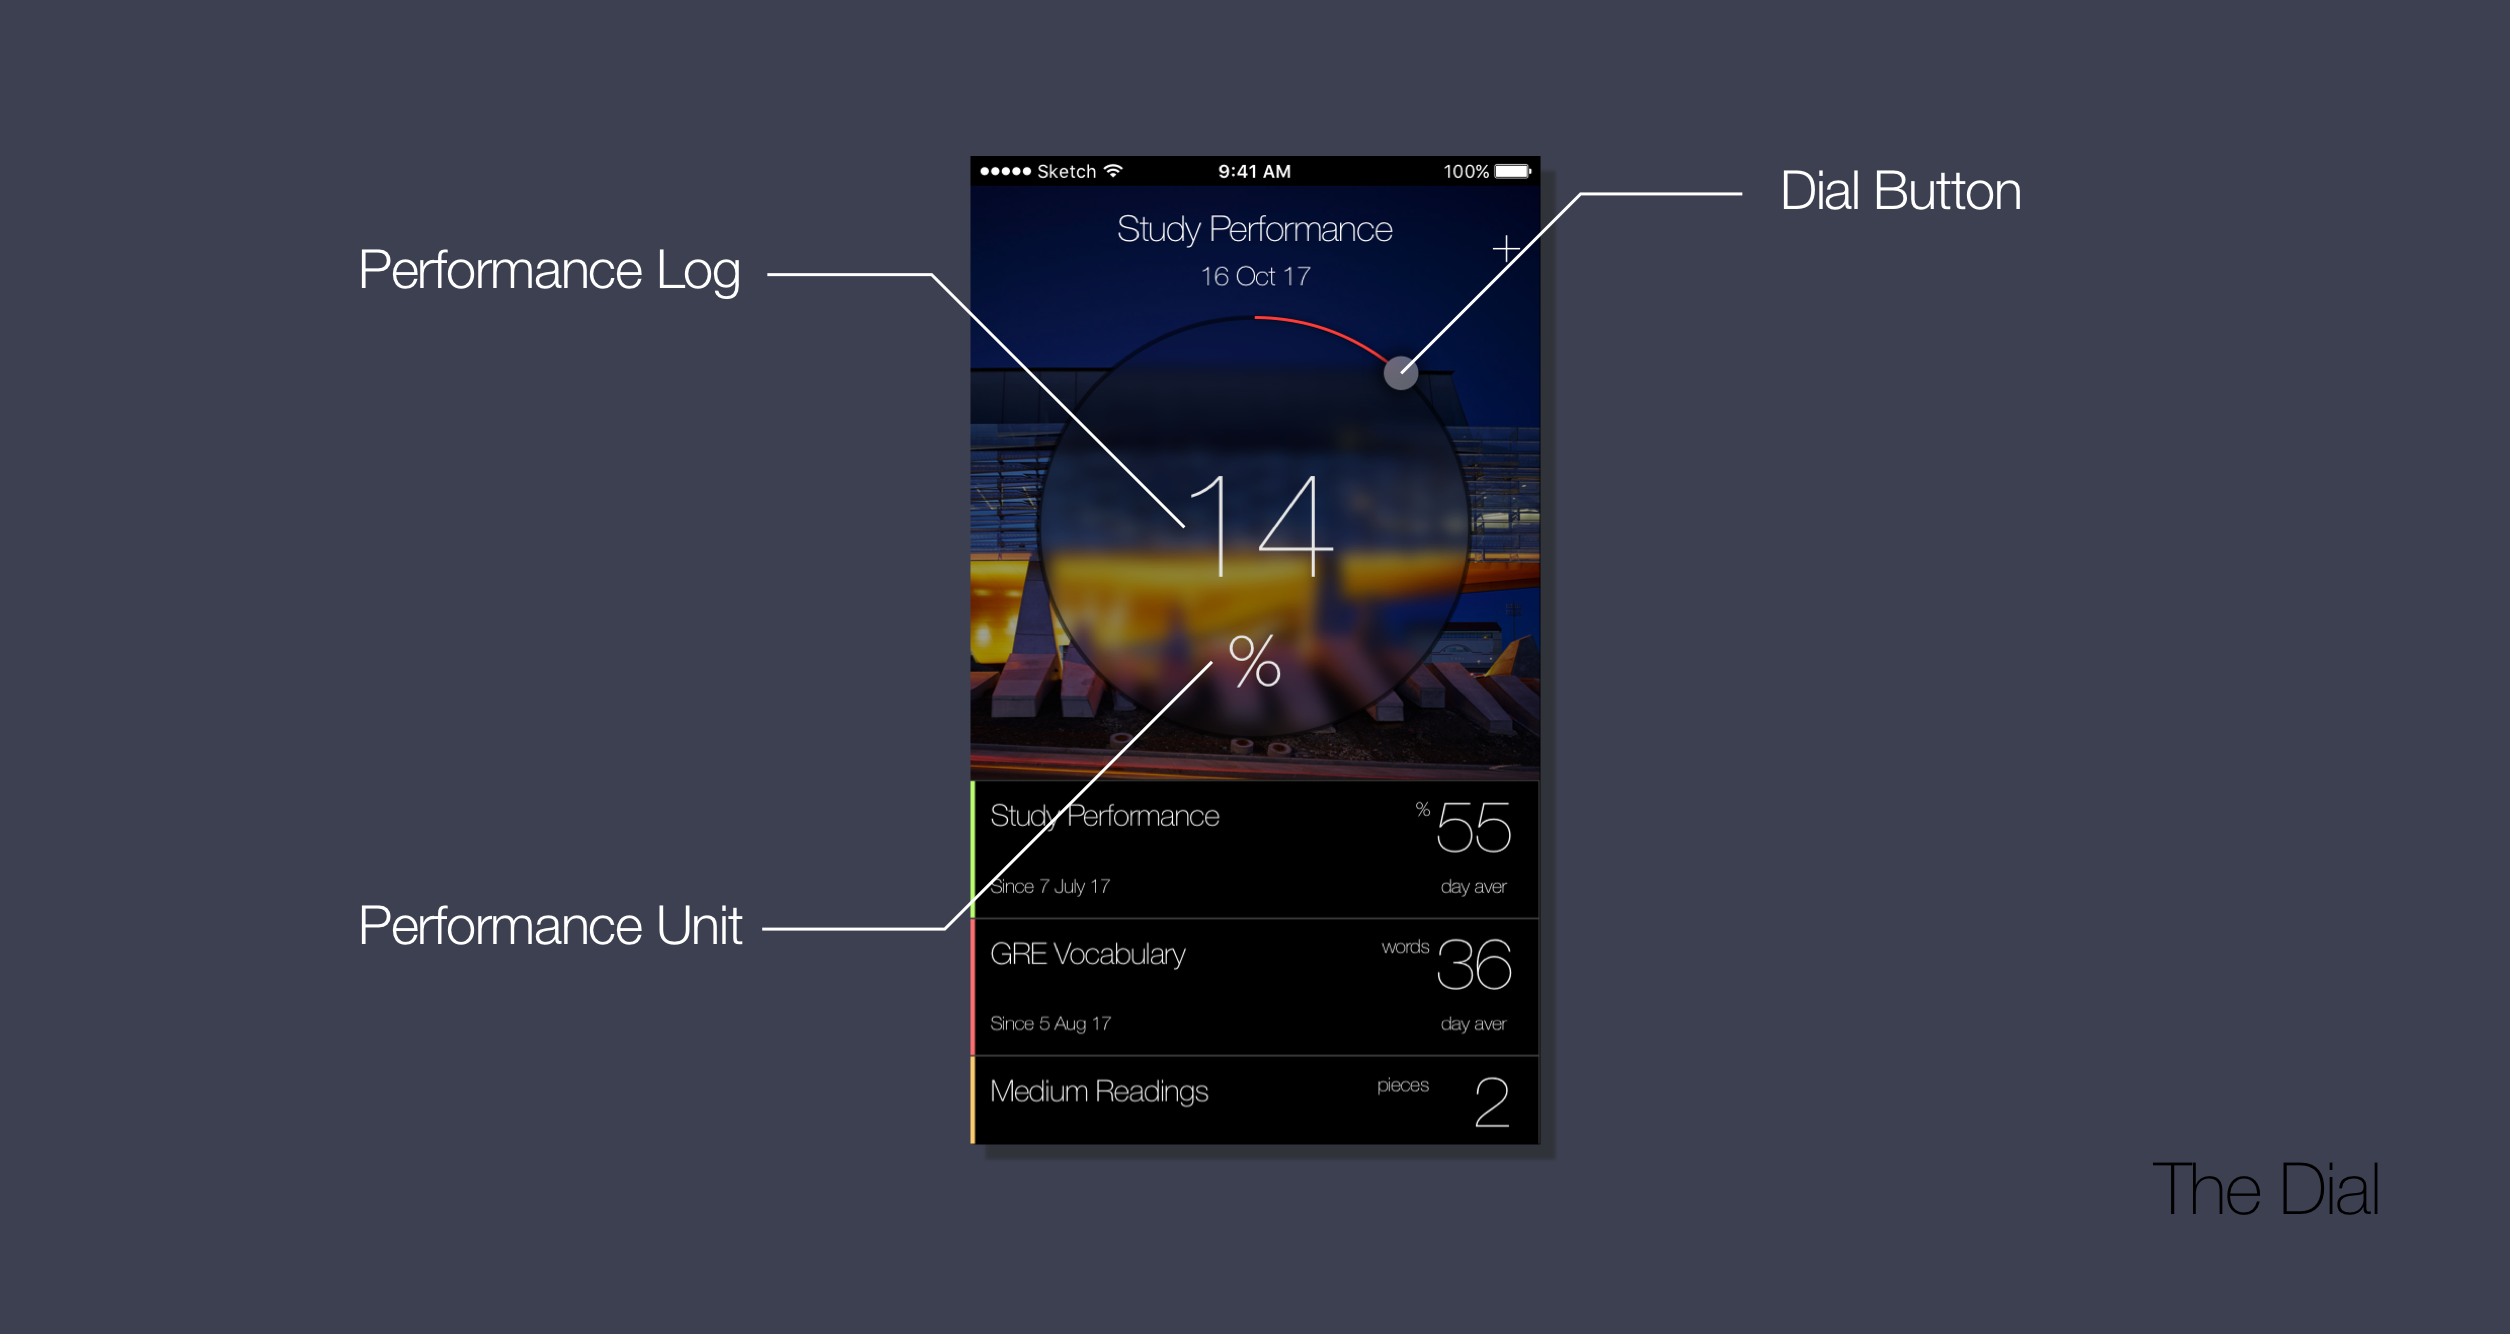 Sketch 9:41 AM 100%
Dial Button
Study Performance
+
Performance Log
16 Oct 17
14
%
Study Performance % 55
Since 7 July 17 day aver
Performance Unit
GRE Vocabulary words 36
Since 5 Aug 17 day aver
Medium Readings pieces 2
The Dial